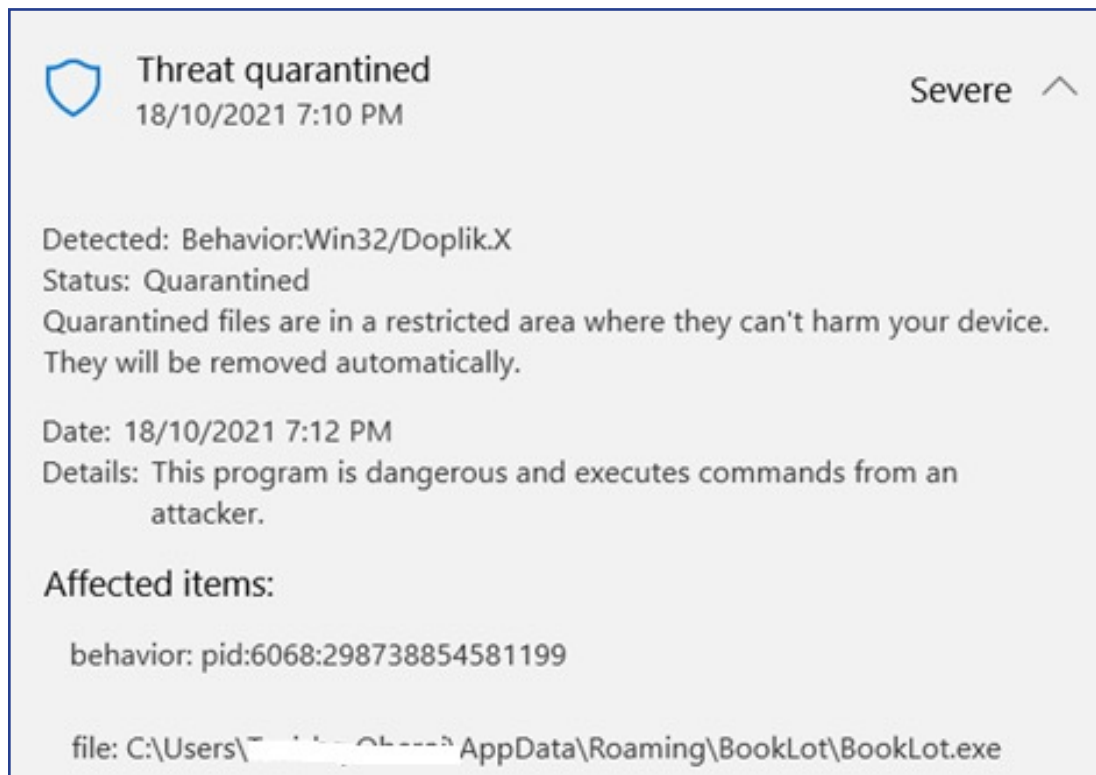 Threat quarantined
Severe
18/10/2021 7:10 PM
Detected: Behavior:Win32/Doplik.X
Status: Quarantined
Quarantined files are in a restricted area where they can't harm your device.
They will be removed automatically.
Date: 18/10/2021 7:12 PM
Details: This program is dangerous and executes commands from an
attacker.
Affected items:
behavior: pid:6068:298738854581199
file: C:\Users\ \AppData\Roaming\BookLot\BookLot.exe